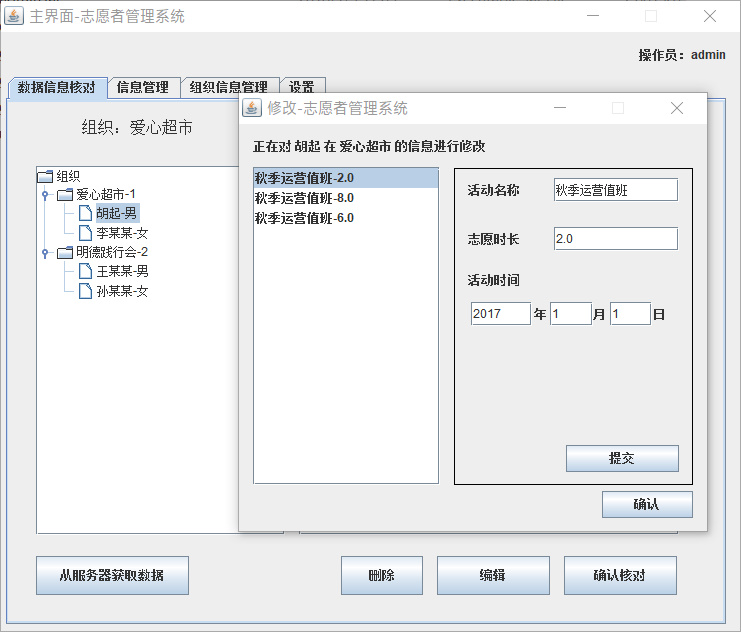 主界面-志愿者管理系统
操作员：admin
数据信息核对 信息管理 组织信息管理 设置
组织：爱心超市
组织
爱心超市-1
胡起-男
李某某-女
明德践行会-2
王某某-男
孙某某-女
修改-志愿者管理系统
正在对 胡起 在 爱心超市 的信息进行修改
秋季运营值班-2.0
秋季运营值班-8.0
秋季运营值班-6.0
活动名称 秋季运营值班
志愿时长 2.0
活动时间
2017 年 1 月 1 日
提交
确认
从服务器获取数据 删除 编辑 确认核对